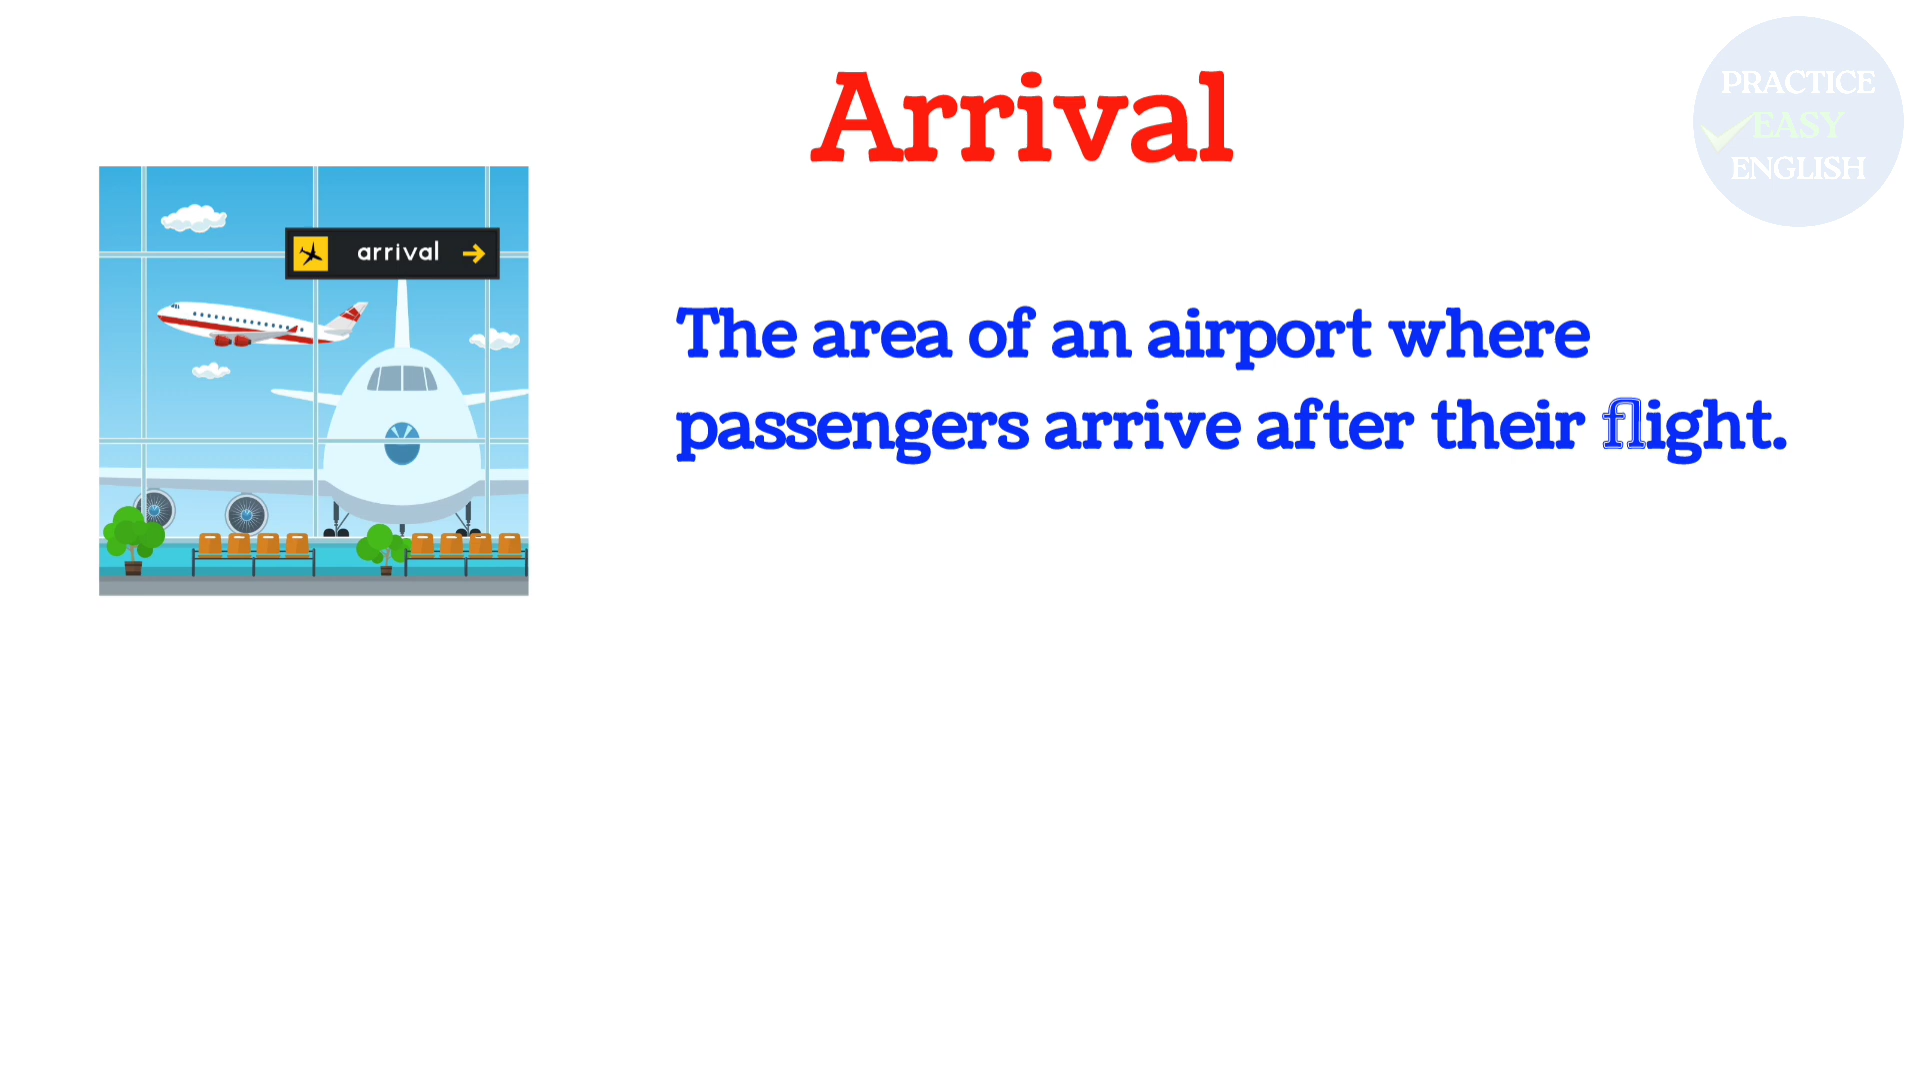 Arrival
PRACTICE
EASY
ENGLISH
arrival
The area of an airport where
passengers arrive after their flight.